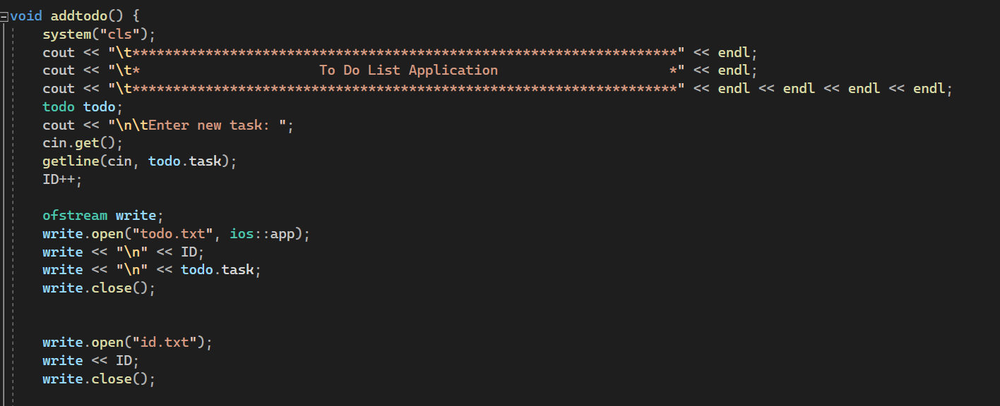 void addtodo() {
    system("cls");
    cout << "\t*******************************************************************" << endl;
    cout << "\t*                      To Do List Application                     *" << endl;
    cout << "\t*******************************************************************" << endl << endl << endl << endl;
    todo todo;
    cout << "\n\tEnter new task: ";
    cin.get();
    getline(cin, todo.task);
    ID++;

    ofstream write;
    write.open("todo.txt", ios::app);
    write << "\n" << ID;
    write << "\n" << todo.task;
    write.close();


    write.open("id.txt");
    write << ID;
    write.close();